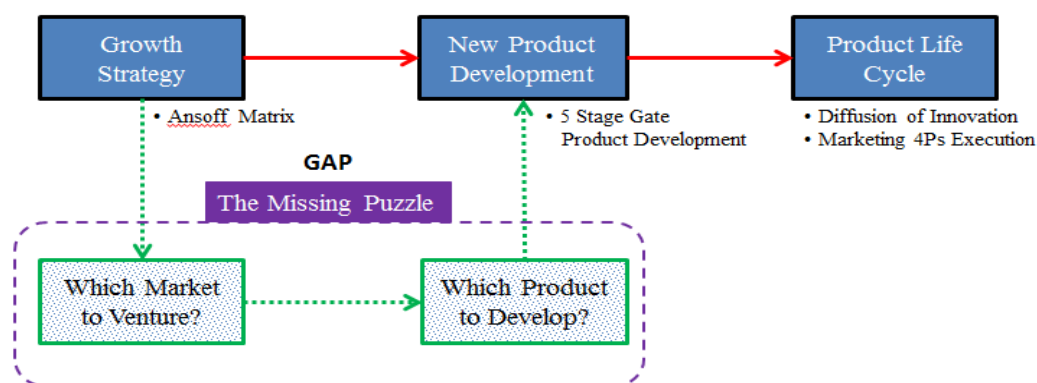 Growth
Strategy
New Product
Development
Product Life
Cycle
• Ansoff Matrix
• 5 Stage Gate
Product Development
• Diffusion of Innovation
• Marketing 4Ps Execution
GAP
The Missing Puzzle
Which Market
to Venture?
Which Product
to Develop?